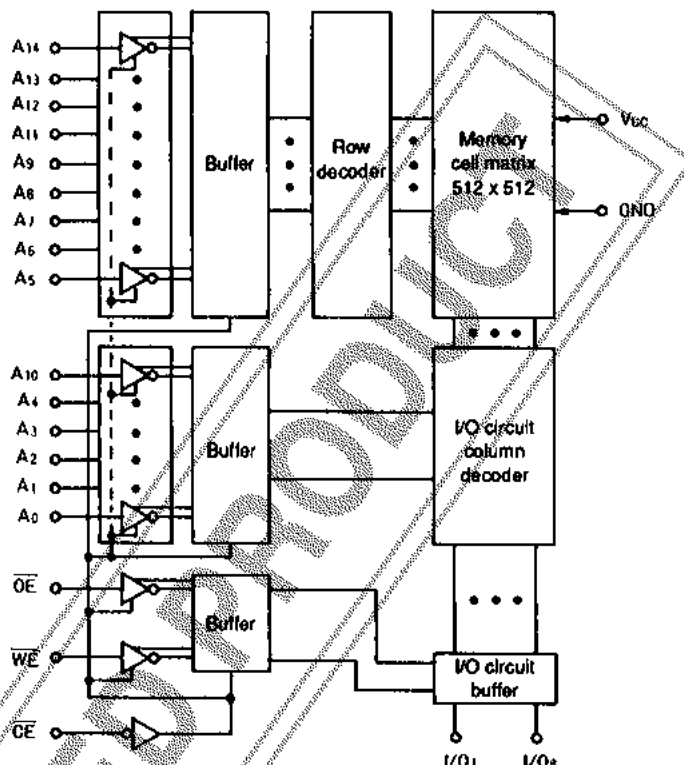 A14
A13
A12
A11
A9
A8
A7
A6
A5
Buffer
Row
decoder
Memory
cell matrix
512 x 512
VCC
GND
A10
A4
A3
A2
A1
A0
Buffer
I/O circuit
column
decoder
OE
WE
CE
Buffer
I/O circuit
buffer
I/O1
I/O8
D PRODUCT